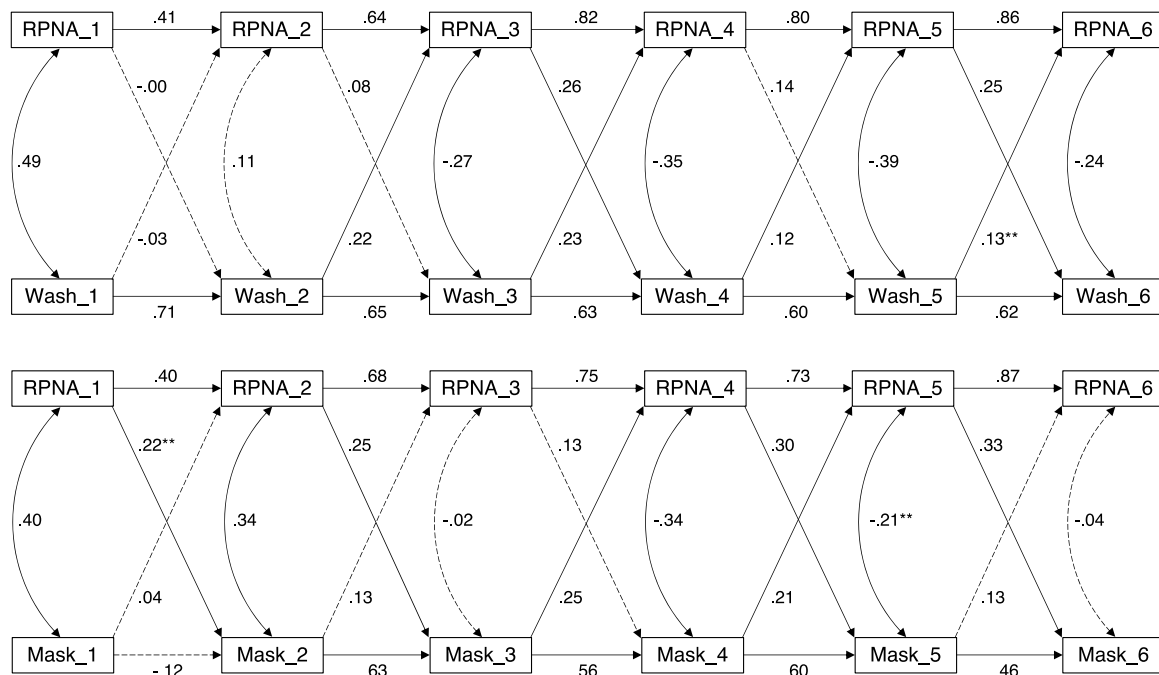 .41 .64 .82 .80 .86
RPNA_1 RPNA_2 RPNA_3 RPNA_4 RPNA_5 RPNA_6
-.00 .08 .26 .14 .25
.49 .11 -.27 -.35 -.39 -.24
-.03 .22 .23 .12 .13**
Wash_1 Wash_2 Wash_3 Wash_4 Wash_5 Wash_6
.71 .65 .63 .60 .62
.40 .68 .75 .73 .87
RPNA_1 RPNA_2 RPNA_3 RPNA_4 RPNA_5 RPNA_6
.22** .25 .13 .30 .33
.40 .34 -.02 -.34 -.21** -.04
.04 .13 .25 .21 .13
Mask_1 Mask_2 Mask_3 Mask_4 Mask_5 Mask_6
-.12 .63 .56 .60 .46